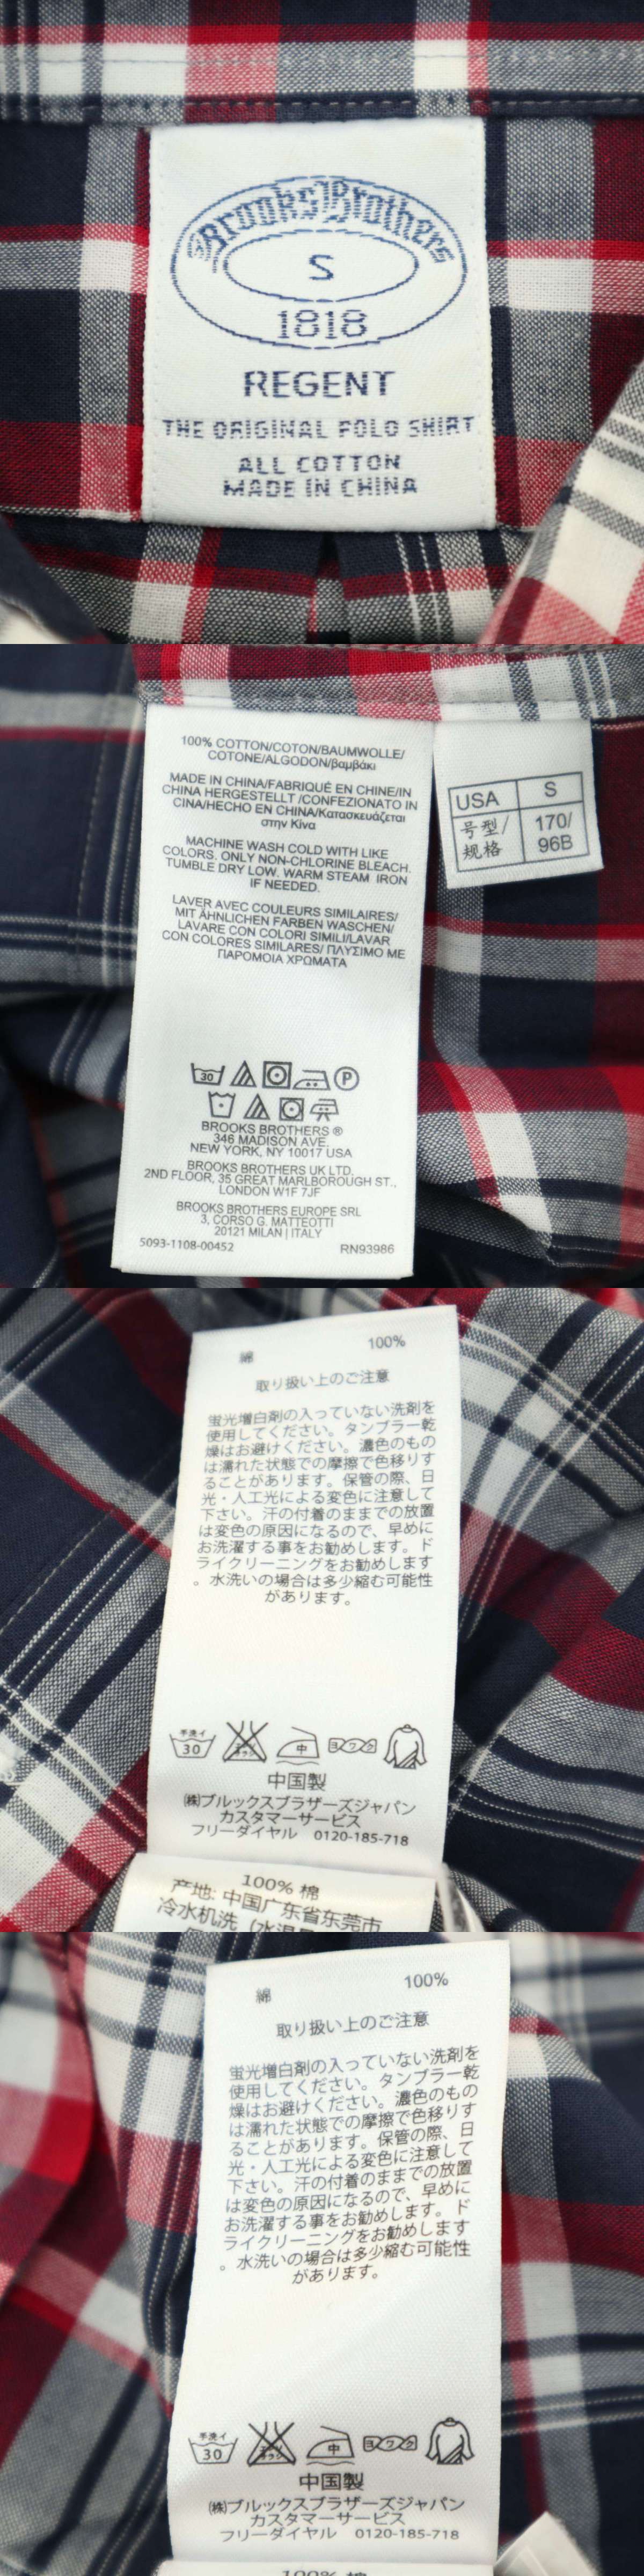 Brooks Brothers
S
1818
REGENT
THE ORIGINAL POLO SHIRT
ALL COTTON
MADE IN CHINA
100% COTTON/COTON/BAUMWOLLE/
COTONE/ALGODON/βαμβάκι
MADE IN CHINA/FABRIQUÉ EN CHINE/IN
CHINA HERGESTELLT /CONFEZIONATO IN
CINA/HECHO EN CHINA/Κατασκευάζεται
στην Κίνα
MACHINE WASH COLD WITH LIKE
COLORS. ONLY NON-CHLORINE BLEACH.
TUMBLE DRY LOW. WARM STEAM IRON
IF NEEDED.
LAVER AVEC COULEURS SIMILAIRES/
MIT ÄHNLICHEN FARBEN WASCHEN/
LAVARE CON COLORI SIMILI/LAVAR
CON COLORES SIMILARES/ ΠΛΥΣΙΜΟ ΜΕ
ΠΑΡΟΜΟΙΑ ΧΡΩΜΑΤΑ
30
P
BROOKS BROTHERS ®
346 MADISON AVE.
NEW YORK, NY 10017 USA
BROOKS BROTHERS UK LTD.
2ND FLOOR, 35 GREAT MARLBOROUGH ST.,
LONDON W1F 7JF
BROOKS BROTHERS EUROPE SRL
3, CORSO G. MATTEOTTI
20121 MILAN | ITALY
5093-1108-00452 RN93986
USA S
号型/ 170/
规格 96B
綿 100%
取り扱い上のご注意
蛍光増白剤の入っていない洗剤を
使用してください。タンブラー乾
燥はお避けください。濃色のもの
は濡れた状態での摩擦で色移りす
ることがあります。保管の際、日
光・人工光による変色に注意して
下さい。汗の付着のままでの放置
は変色の原因になるので、早めに
お洗濯する事をお勧めします。ド
ライクリーニングをお勧めします
。水洗いの場合は多少縮む可能性
があります。
手洗イ
30
中
ヨワク
中国製
㈱ブルックスブラザーズジャパン
カスタマーサービス
フリーダイヤル 0120-185-718
100% 棉
产地: 中国广东省东莞市
冷水机洗 (水温
綿 100%
取り扱い上のご注意
蛍光増白剤の入っていない洗剤を
使用してください。タンブラー乾
燥はお避けください。濃色のもの
は濡れた状態での摩擦で色移りす
ることがあります。保管の際、日
光・人工光による変色に注意して
下さい。汗の付着のままでの放置
は変色の原因になるので、早めに
お洗濯する事をお勧めします。ド
ライクリーニングをお勧めします
。水洗いの場合は多少縮む可能性
があります。
手洗イ
30
中
ヨワク
中国製
㈱ブルックスブラザーズジャパン
カスタマーサービス
フリーダイヤル 0120-185-718
100% 棉